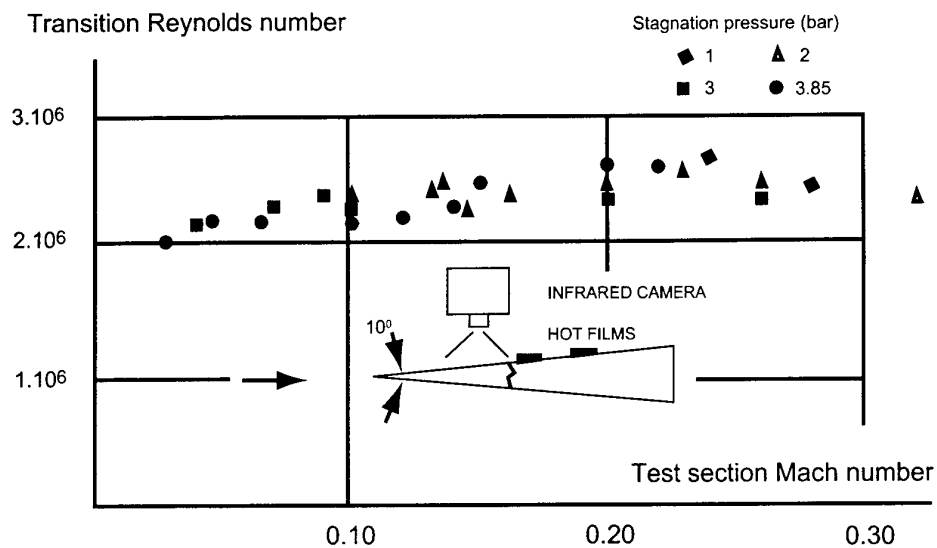 Transition Reynolds number
Stagnation pressure (bar)
1 2
3 3.85
3.10⁶
2.10⁶
INFRARED CAMERA
10⁰
HOT FILMS
1.10⁶
Test section Mach number
0.10 0.20 0.30